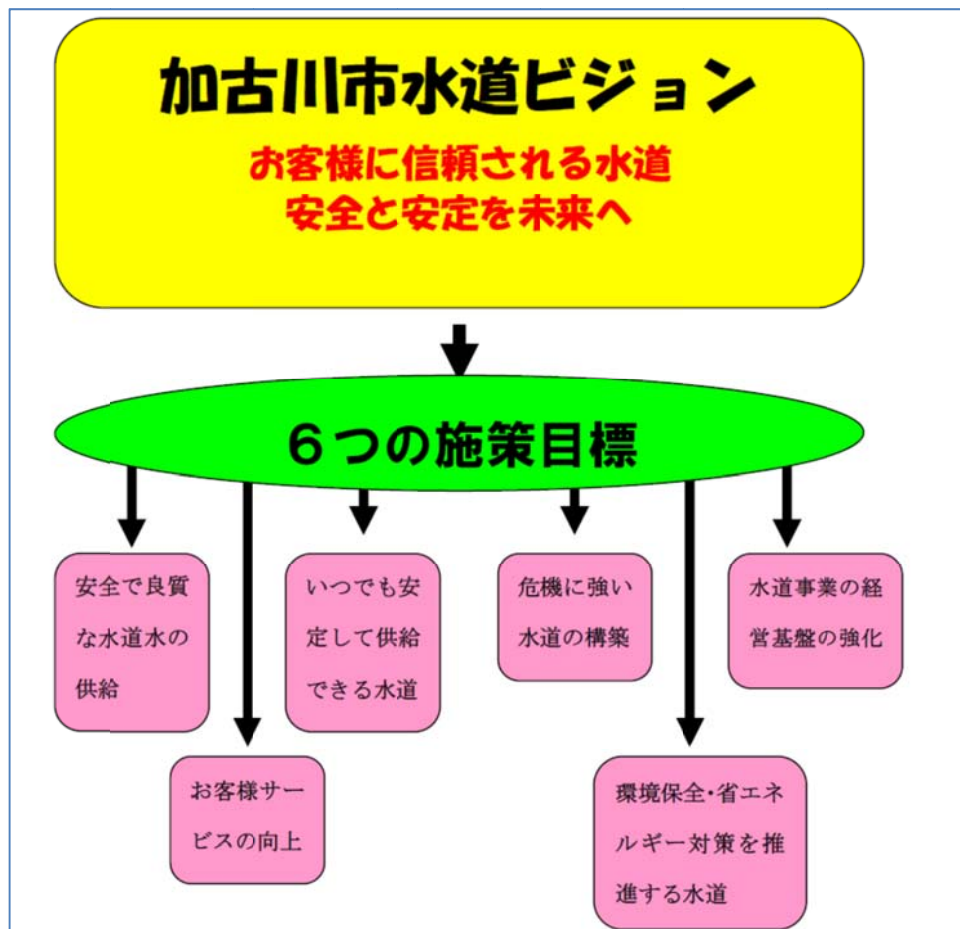 加古川市水道ビジョン
お客様に信頼される水道
安全と安定を未来へ
６つの施策目標
安全で良質
な水道水の
供給
いつでも安
定して供給
できる水道
危機に強い
水道の構築
水道事業の経
営基盤の強化
お客様サー
ビスの向上
環境保全・省エネ
ルギー対策を推
進する水道